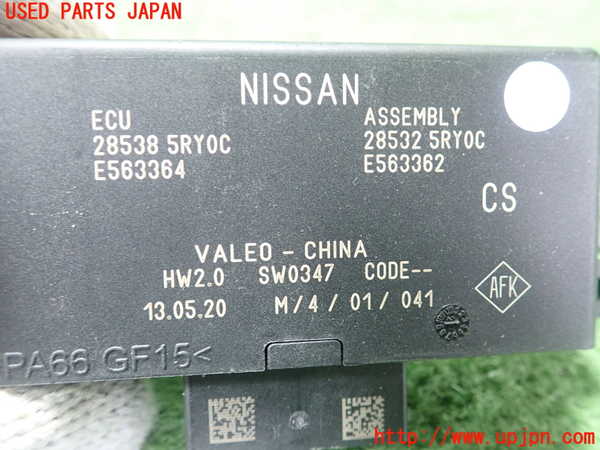 USED PARTS JAPAN
NISSAN
ECU
28538 5RY0C
E563364
ASSEMBLY
28532 5RY0C
E563362
CS
VALEO - CHINA
HW2.0 SW0347 CODE--
13.05.20 M/4/01/041
AFK
PA66 GF15<
http://www.upjpn.com/